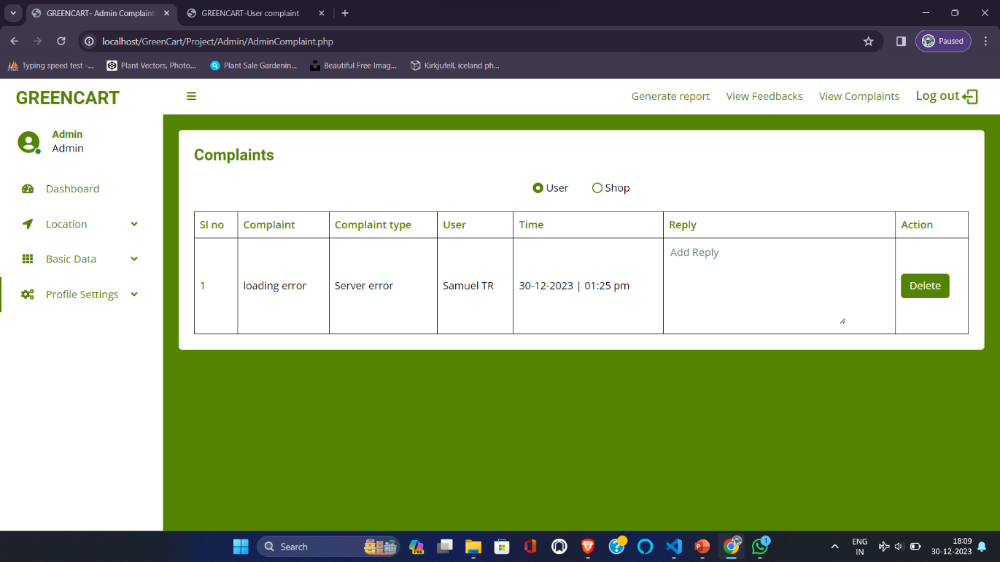 GREENCART- Admin Complaint
GREENCART-User complaint
localhost/GreenCart/Project/Admin/AdminComplaint.php
Paused
Typing speed test -...
Plant Vectors, Photo...
Plant Sale Gardenin...
Beautiful Free Imag...
Kirkjufell, iceland ph...
GREENCART
Generate report
View Feedbacks
View Complaints
Log out
Admin
Admin
Dashboard
Location
Basic Data
Profile Settings
Complaints
User
Shop
Sl no
Complaint
Complaint type
User
Time
Reply
Action
1
loading error
Server error
Samuel TR
30-12-2023 | 01:25 pm
Add Reply
Delete
Search
PRE
1
ENG
IN
18:09
30-12-2023